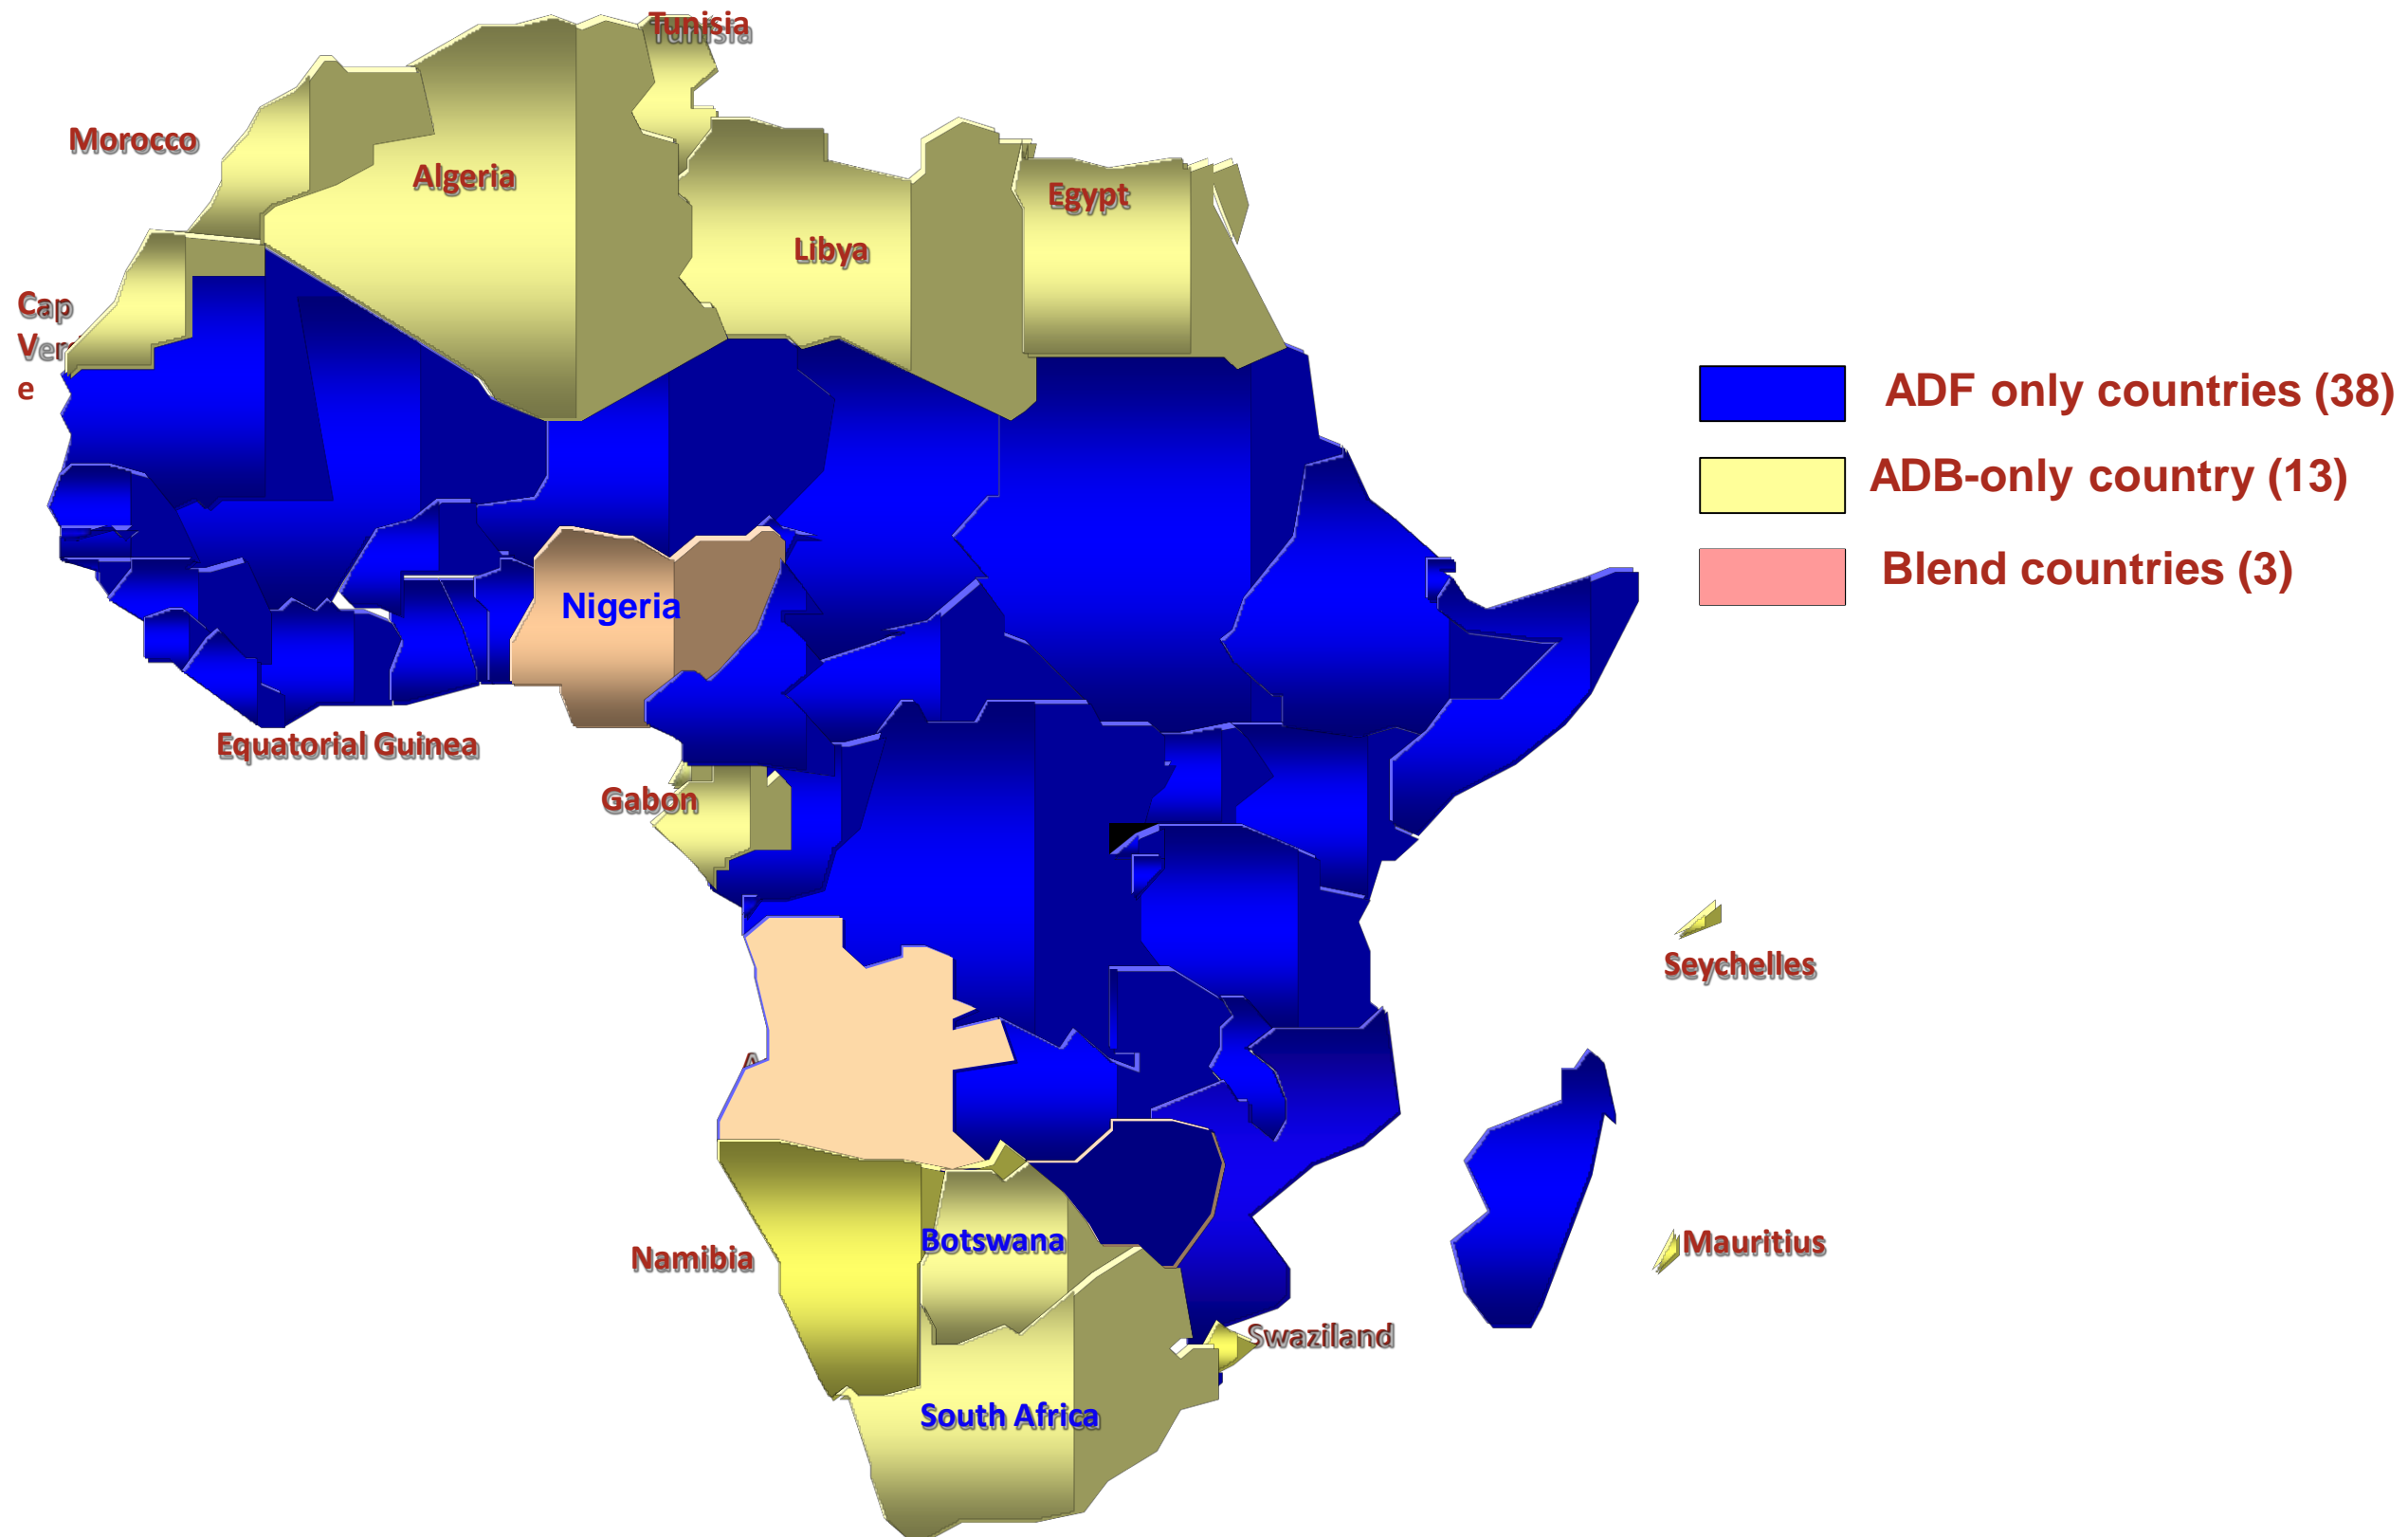 Tunisia
Morocco
Algeria
Egypt
Libya
Cap
Ver
e
ADF only countries (38)
ADB-only country (13)
Blend countries (3)
Nigeria
Equatorial Guinea
Gabon
Seychelles
Botswana
Namibia
Mauritius
Swaziland
South Africa